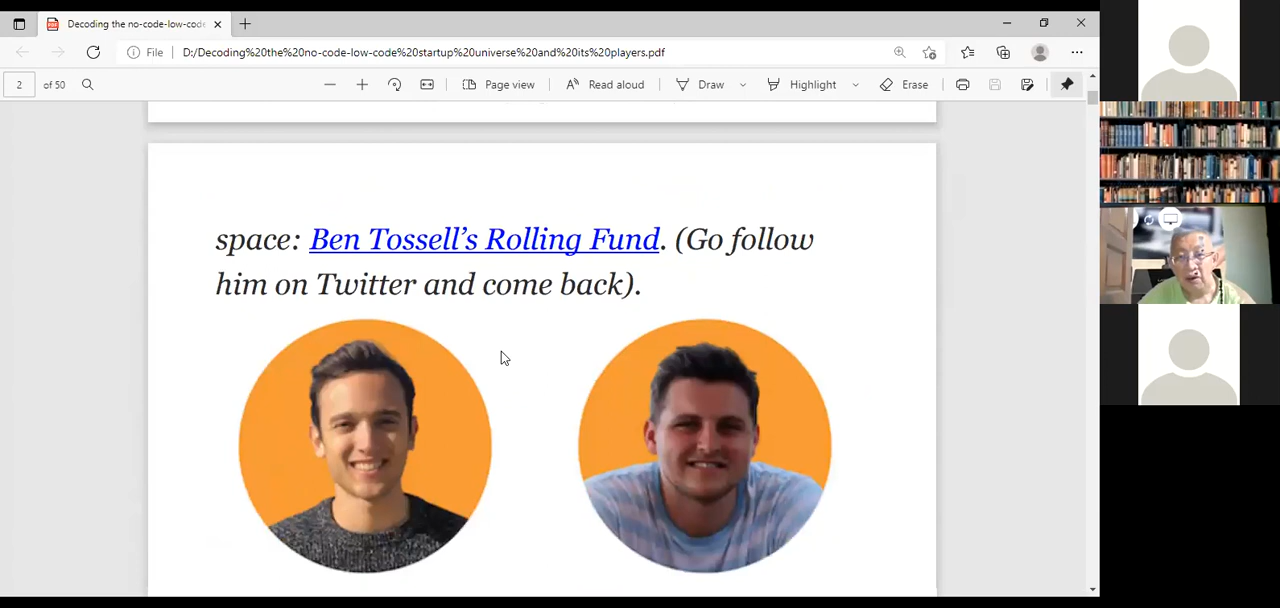 Decoding the no-code-low-code
File
D:/Decoding%20the%20no-code-low-code%20startup%20universe%20and%20its%20players.pdf
2
of 50
Page view
Read aloud
Draw
Highlight
Erase
space: Ben Tossell’s Rolling Fund. (Go follow
him on Twitter and come back).